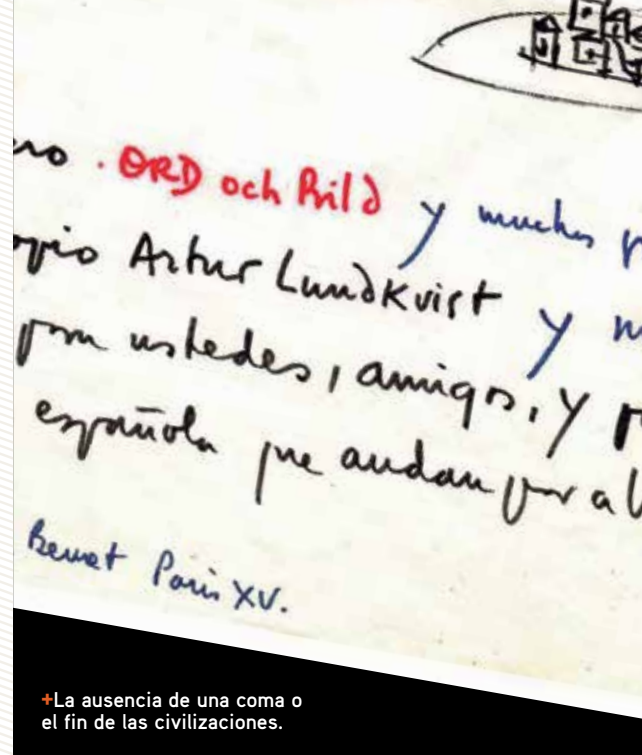 . ORD och Bild y muchos
Artur Lundkvist y
ustedes, amigos, y
española que andan por a
Paris XV.
+La ausencia de una coma o
el fin de las civilizaciones.